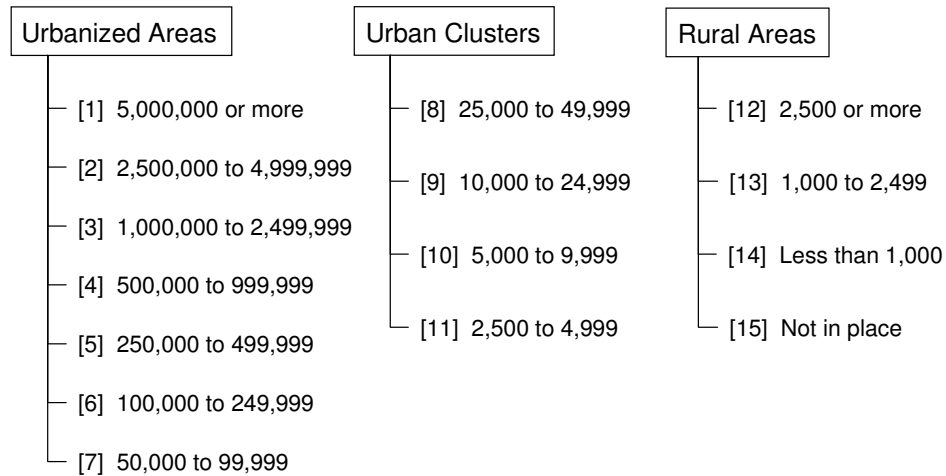 Urbanized Areas
[1] 5,000,000 or more
[2] 2,500,000 to 4,999,999
[3] 1,000,000 to 2,499,999
[4] 500,000 to 999,999
[5] 250,000 to 499,999
[6] 100,000 to 249,999
[7] 50,000 to 99,999
Urban Clusters
[8] 25,000 to 49,999
[9] 10,000 to 24,999
[10] 5,000 to 9,999
[11] 2,500 to 4,999
Rural Areas
[12] 2,500 or more
[13] 1,000 to 2,499
[14] Less than 1,000
[15] Not in place